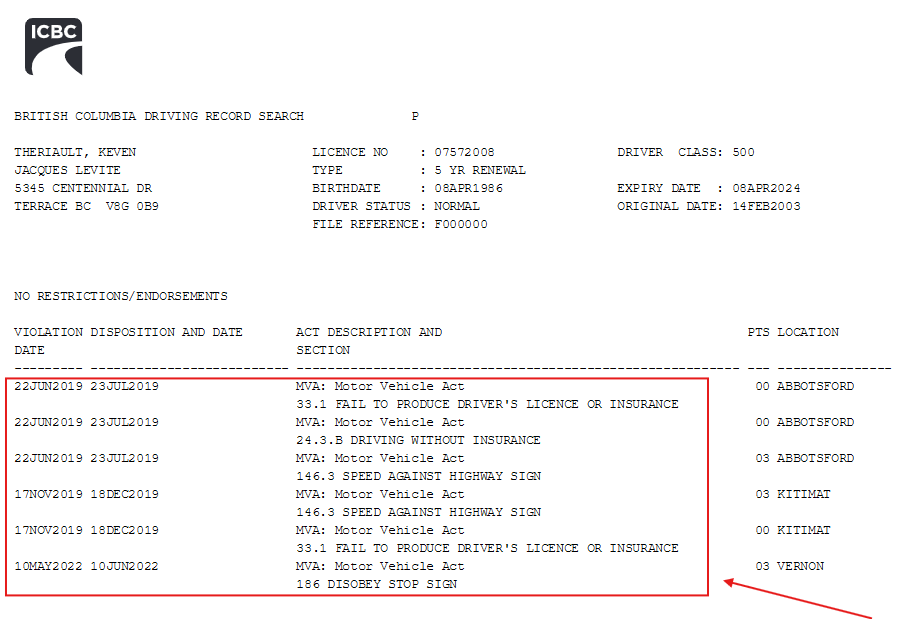 ICBC
BRITISH COLUMBIA DRIVING RECORD SEARCH P
THERIAULT, KEVEN LICENCE NO : 07572008 DRIVER CLASS: 500
JACQUES LEVITE TYPE : 5 YR RENEWAL
5345 CENTENNIAL DR BIRTHDATE : 08APR1986 EXPIRY DATE : 08APR2024
TERRACE BC V8G 0B9 DRIVER STATUS : NORMAL ORIGINAL DATE: 14FEB2003
FILE REFERENCE: F000000
NO RESTRICTIONS/ENDORSEMENTS
VIOLATION DISPOSITION AND DATE ACT DESCRIPTION AND PTS LOCATION
DATE SECTION
22JUN2019 23JUL2019 MVA: Motor Vehicle Act 00 ABBOTSFORD
33.1 FAIL TO PRODUCE DRIVER'S LICENCE OR INSURANCE
22JUN2019 23JUL2019 MVA: Motor Vehicle Act 00 ABBOTSFORD
24.3.B DRIVING WITHOUT INSURANCE
22JUN2019 23JUL2019 MVA: Motor Vehicle Act 03 ABBOTSFORD
146.3 SPEED AGAINST HIGHWAY SIGN
17NOV2019 18DEC2019 MVA: Motor Vehicle Act 03 KITIMAT
146.3 SPEED AGAINST HIGHWAY SIGN
17NOV2019 18DEC2019 MVA: Motor Vehicle Act 00 KITIMAT
33.1 FAIL TO PRODUCE DRIVER'S LICENCE OR INSURANCE
10MAY2022 10JUN2022 MVA: Motor Vehicle Act 03 VERNON
186 DISOBEY STOP SIGN